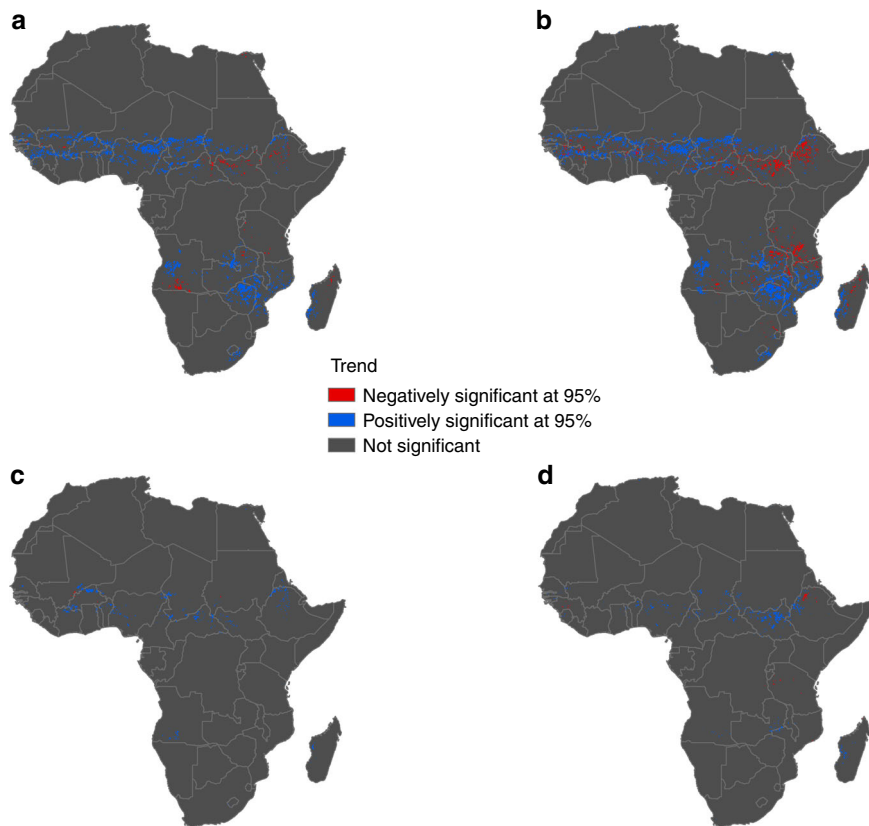 a
b
Trend
Negatively significant at 95%
Positively significant at 95%
Not significant
c
d